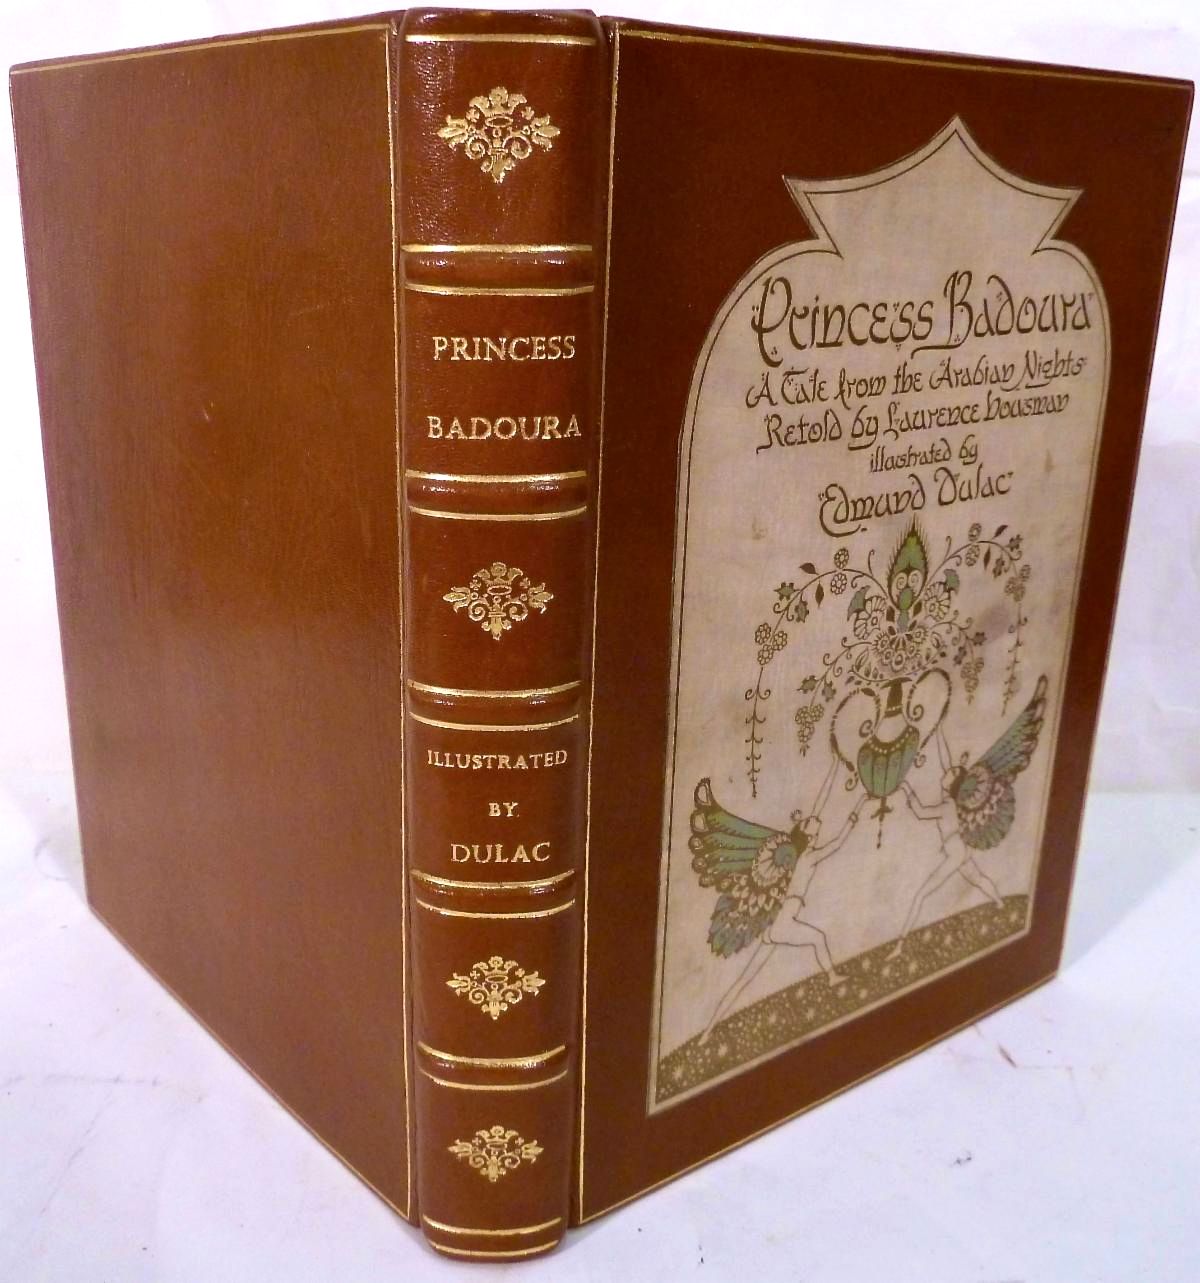 PRINCESS
BADOURA
ILLUSTRATED
BY
DULAC
Princess Badoura
A Tale from the Arabian Nights
Retold by Laurence Housman
illustrated by
Edmund Dulac